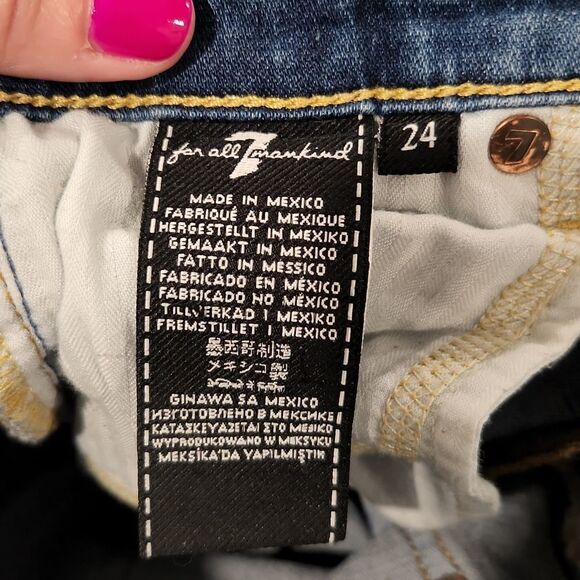 for all 7 mankind
24
7
MADE IN MEXICO
FABRIQUÉ AU MEXIQUE
HERGESTELLT IN MEXIKO
GEMAAKT IN MEXICO
FATTO IN MESSICO
FABRICADO EN MÉXICO
FABRICADO NO MÉXICO
TILLVERKAD I MEXIKO
FREMSTILLET I MEXICO
墨西哥制造
メキシコ製
GINAWA SA MEXICO
ИЗГОТОВЛЕНО В МЕКСИКЕ
ΚΑΤΑΣΚΕΥΑΖΕΤΑΙ ΣΤΟ ΜΕΞΙΚΟ
WYPRODUKOWANO W MEKSYKU
MEKSİKA'DA YAPILMIŞTIR